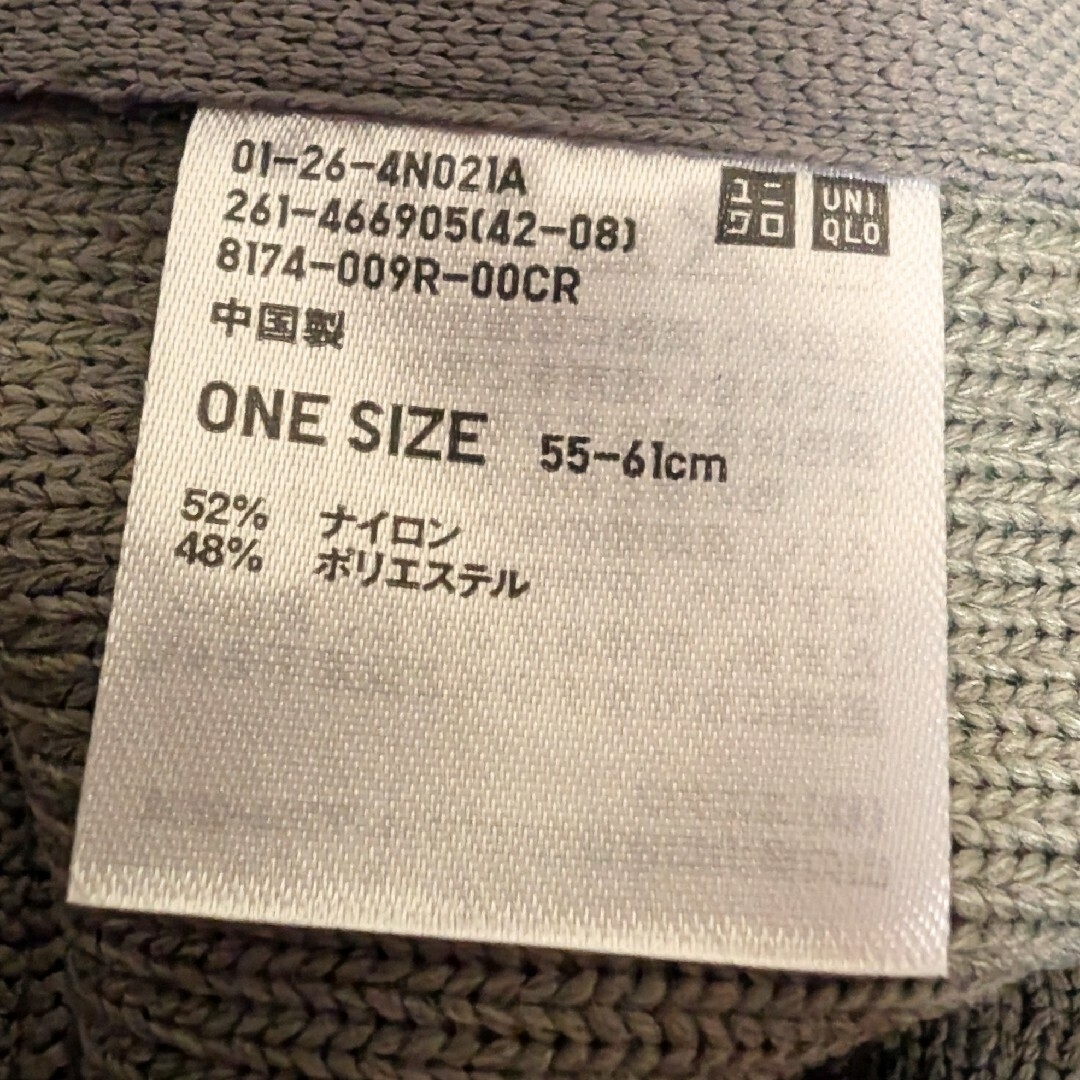 01-26-4N021A
261-466905(42-08)
8174-009R-00CR
中国製
ユニ
クロ
UNI
QLO
ONE SIZE 55-61cm
52% ナイロン
48% ポリエステル